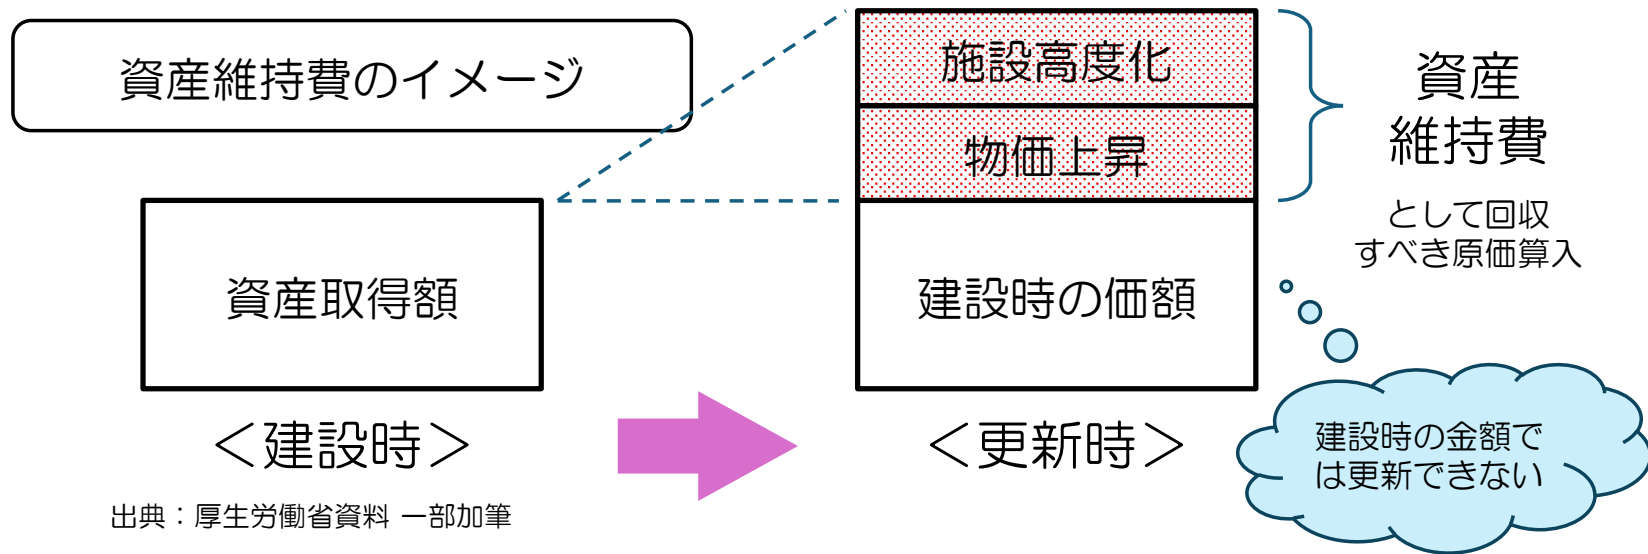 資産維持費のイメージ
資産取得額
＜建設時＞
出典：厚生労働省資料 一部加筆
施設高度化
物価上昇
建設時の価額
＜更新時＞
資産
維持費
として回収
すべき原価算入
建設時の金額で
は更新できない